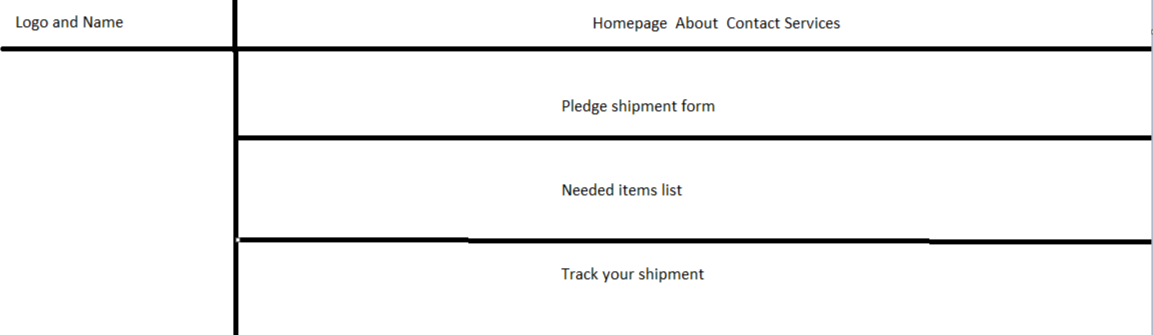 Logo and Name
Homepage About Contact Services
Pledge shipment form
Needed items list
Track your shipment